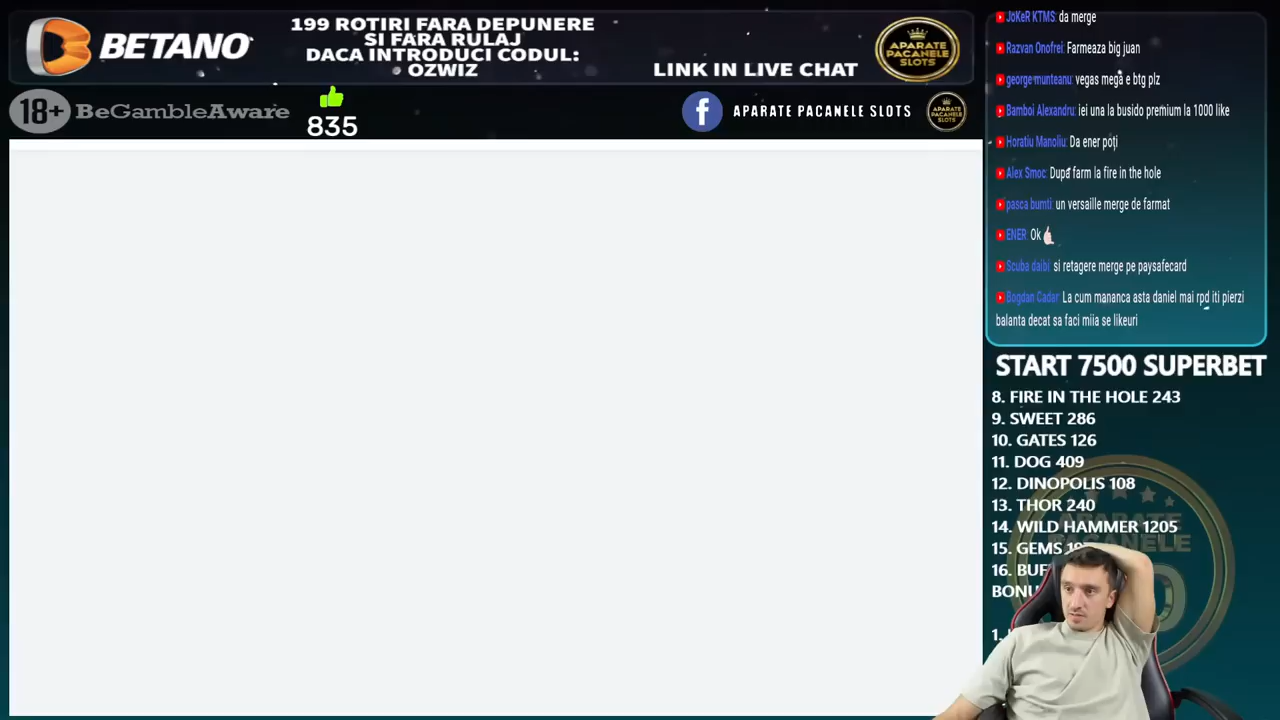 BETANO
199 ROTIRI FARA DEPUNERE
SI FARA RULAJ
DACA INTRODUCI CODUL:
OZWIZ
LINK IN LIVE CHAT
APARATE
PACANELE
SLOTS
18+ BeGambleAware
835
f APARATE PACANELE SLOTS
JoKeR KTMS: da merge
Razvan Onofrei: Farmeaza big juan
george munteanu: vegas mega e btg plz
Bamboi Alexandru: iei una la busido premium la 1000 like
Horatiu Manoliu: Da ener poți
Alex Smoc: După farm la fire in the hole
pasca bumti: un versaille merge de farmat
ENER: Ok
Scuba daibi: si retagere merge pe paysafecard
Bogdan Cadar: La cum mananca asta daniel mai rpd iti pierzi
balanta decat sa faci miia se likeuri
START 7500 SUPERBET
8. FIRE IN THE HOLE 243
9. SWEET 286
10. GATES 126
11. DOG 409
12. DINOPOLIS 108
13. THOR 240
14. WILD HAMMER 1205
15. GEMS
16.
1.